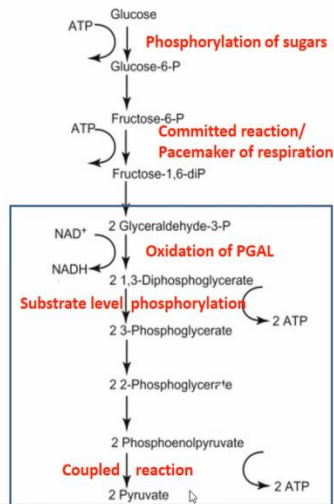 Glucose
ATP
Phosphorylation of sugars
Glucose-6-P
Fructose-6-P
ATP
Committed reaction/
Pacemaker of respiration
Fructose-1,6-diP
2 Glyceraldehyde-3-P
NAD⁺
Oxidation of PGAL
NADH
2 1,3-Diphosphoglycerate
Substrate level phosphorylation
2 ATP
2 3-Phosphoglycerate
2 2-Phosphoglycerate
2 Phosphoenolpyruvate
Coupled reaction
2 ATP
2 Pyruvate